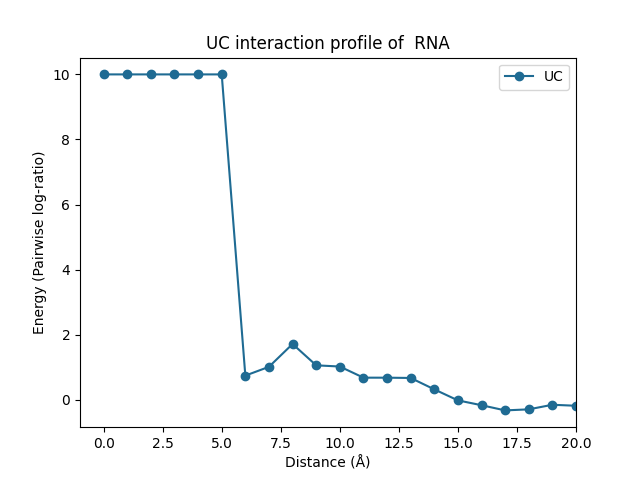 UC interaction profile of  RNA
UC
10
8
6
4
2
0
Energy (Pairwise log-ratio)
0.0 2.5 5.0 7.5 10.0 12.5 15.0 17.5 20.0
Distance (Å)